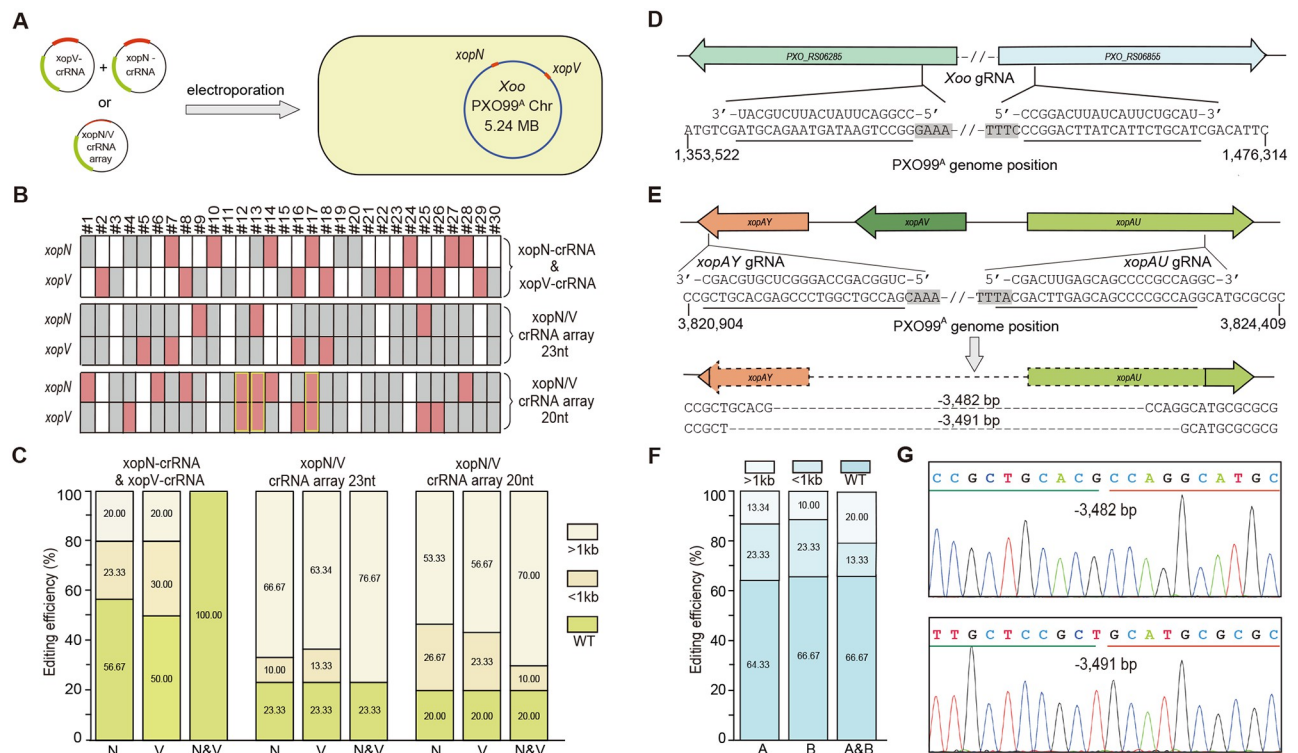 A
xopV-
crRNA
+
xopN -
crRNA
or
xopN/V
crRNA
array
electroporation
xopN
xopV
Xoo
PXO99A Chr
5.24 MB
B
#1 #2 #3 #4 #5 #6 #7 #8 #9 #10 #11 #12 #13 #14 #15 #16 #17 #18 #19 #20 #21 #22 #23 #24 #25 #26 #27 #28 #29 #30
xopN
xopV
xopN-crRNA
&
xopV-crRNA
xopN
xopV
xopN/V
crRNA array
23nt
xopN
xopV
xopN/V
crRNA array
20nt
C
xopN-crRNA
& xopV-crRNA
xopN/V
crRNA array 23nt
xopN/V
crRNA array 20nt
Editing efficiency (%)
100
80
60
40
20
0
20.00 20.00 100.00 66.67 63.34 76.67 53.33 56.67 70.00
23.33 30.00 10.00 13.33 26.67 23.33 10.00
56.67 50.00 23.33 23.33 23.33 20.00 20.00 20.00
N V N&V N V N&V N V N&V
>1kb
<1kb
WT
D
PXO_RS06285
-//-
PXO_RS06855
Xoo gRNA
3′-UACGUCUUACUAUUCAGGCC-5′ 5′-CCGGACUUAUCAUUCUGCAU-3′
ATGTCGATGCAGAATGATAAGTCCGGGAAA-//-TTTCCCGGACTTATCATTCTGCATCGACATTC
1,353,522
PXO99A genome position
1,476,314
E
xopAY
xopAV
xopAU
xopAY gRNA
xopAU gRNA
3′-CGACGUGCUCGGGACCGACGGUC-5′ 5′-CGACUUGAGCAGCCCCGCCAGGC-3′
CCGCTGCACGAGCCCTGGCTGCCAGCAAA-//-TTTACGACTTGAGCAGCCCCGCCAGGCATGCGCGC
3,820,904
PXO99A genome position
3,824,409
xopAY
xopAU
CCGCTGCACG
-3,482 bp
CCAGGCATGCGCGCG
CCGCT
-3,491 bp
GCATGCGCGCG
F
>1kb
<1kb
WT
Editing efficiency (%)
100
80
60
40
20
0
13.34 10.00 20.00
23.33 23.33 13.33
64.33 66.67 66.67
A B A&B
G
CCGCTGCACGCCAGGCATGC
-3,482 bp
TTGCTCCGCTGCATGCGCGC
-3,491 bp